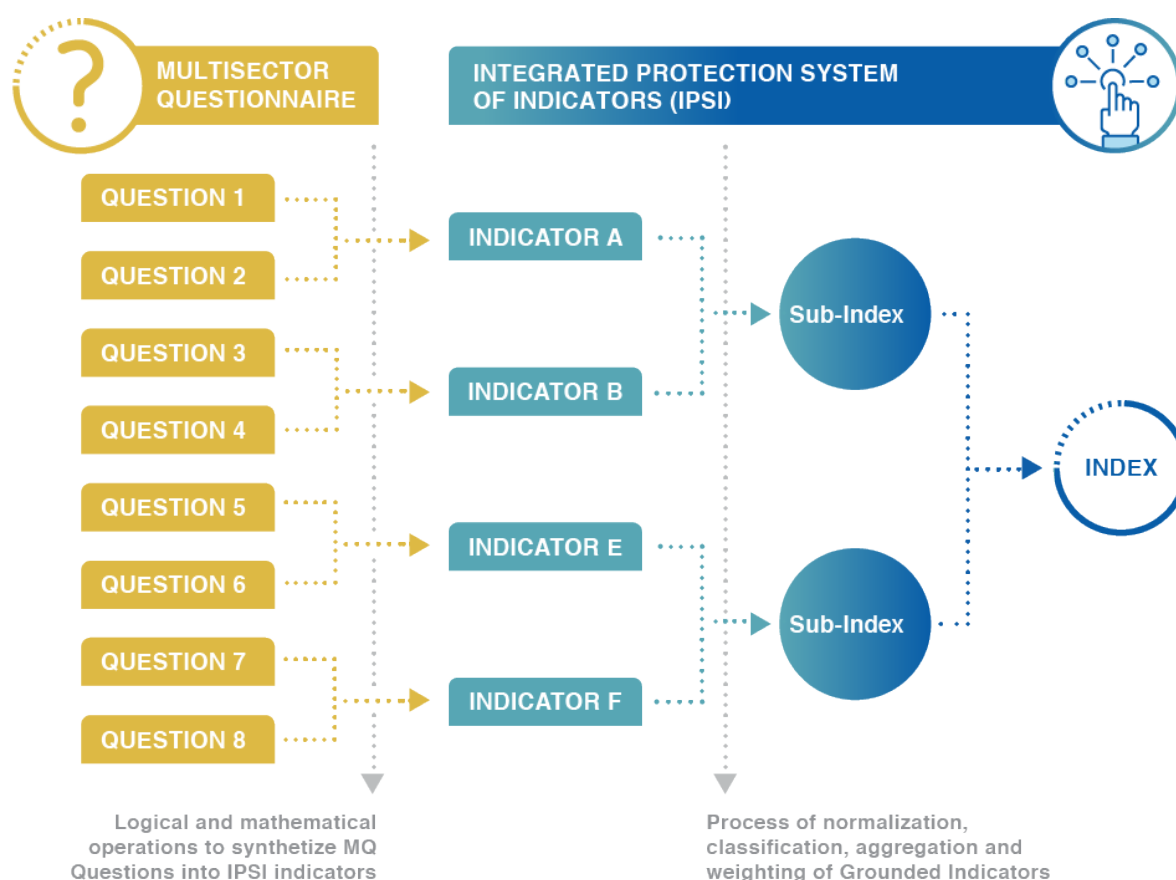 MULTISECTOR
QUESTIONNAIRE
INTEGRATED PROTECTION SYSTEM
OF INDICATORS (IPSI)
QUESTION 1
QUESTION 2
QUESTION 3
QUESTION 4
QUESTION 5
QUESTION 6
QUESTION 7
QUESTION 8
INDICATOR A
INDICATOR B
INDICATOR E
INDICATOR F
Sub-Index
Sub-Index
INDEX
Logical and mathematical
operations to synthetize MQ
Questions into IPSI indicators
Process of normalization,
classification, aggregation and
weighting of Grounded Indicators